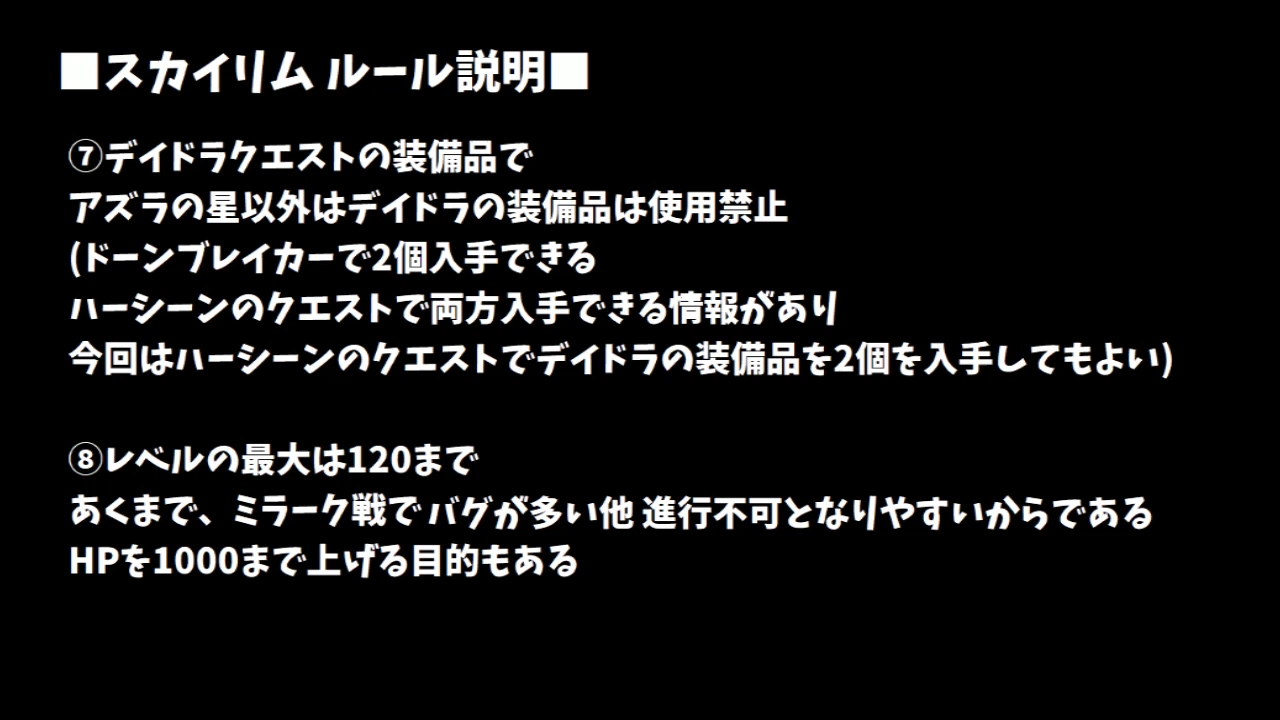 ■スカイリム ルール説明■
⑦デイドラクエストの装備品で
アズラの星以外はデイドラの装備品は使用禁止
(ドーンブレイカーで2個入手できる
ハーシーンのクエストで両方入手できる情報があり
今回はハーシーンのクエストでデイドラの装備品を2個を入手してもよい)
⑧レベルの最大は120まで
あくまで、ミラーク戦でバグが多い他 進行不可となりやすいからである
HPを1000まで上げる目的もある